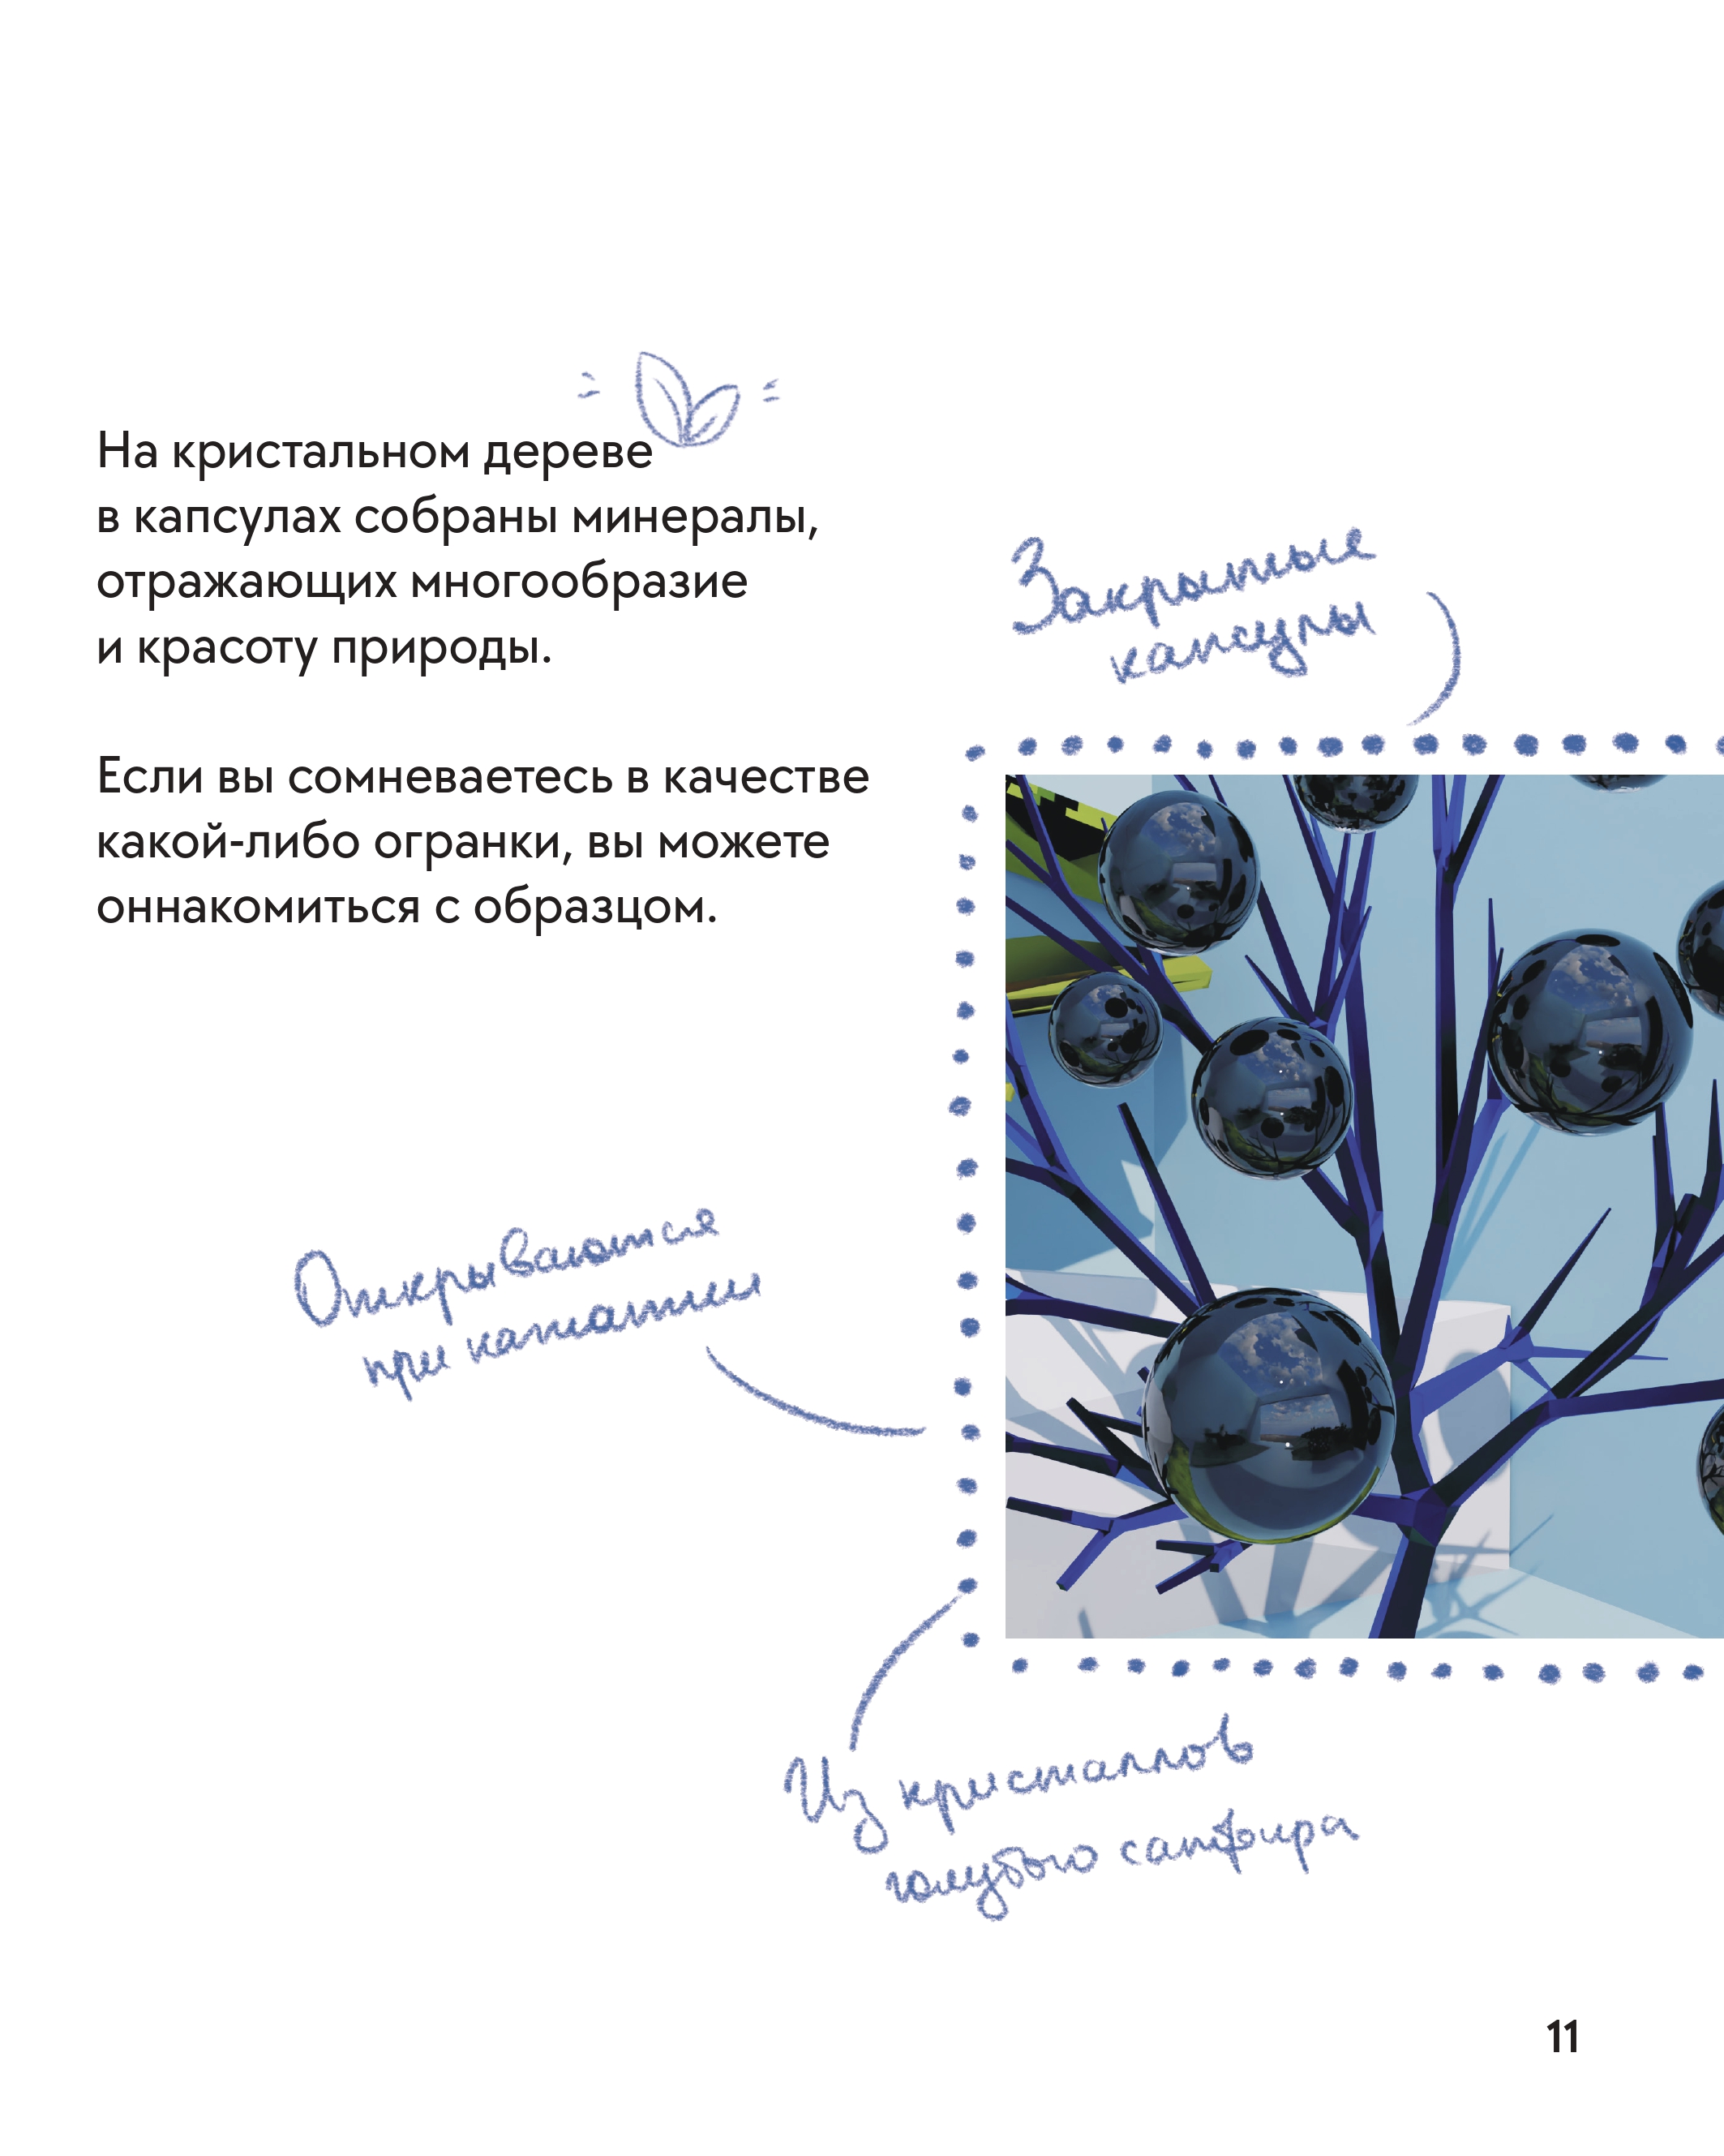 На кристальном дереве
в капсулах собраны минералы,
отражающих многообразие
и красоту природы.
Если вы сомневаетесь в качестве
какой-либо огранки, вы можете
оннакомиться с образцом.
Закрытые
капсулы
Открываются
при катании
Из кристаллов
голубого сапфира
11